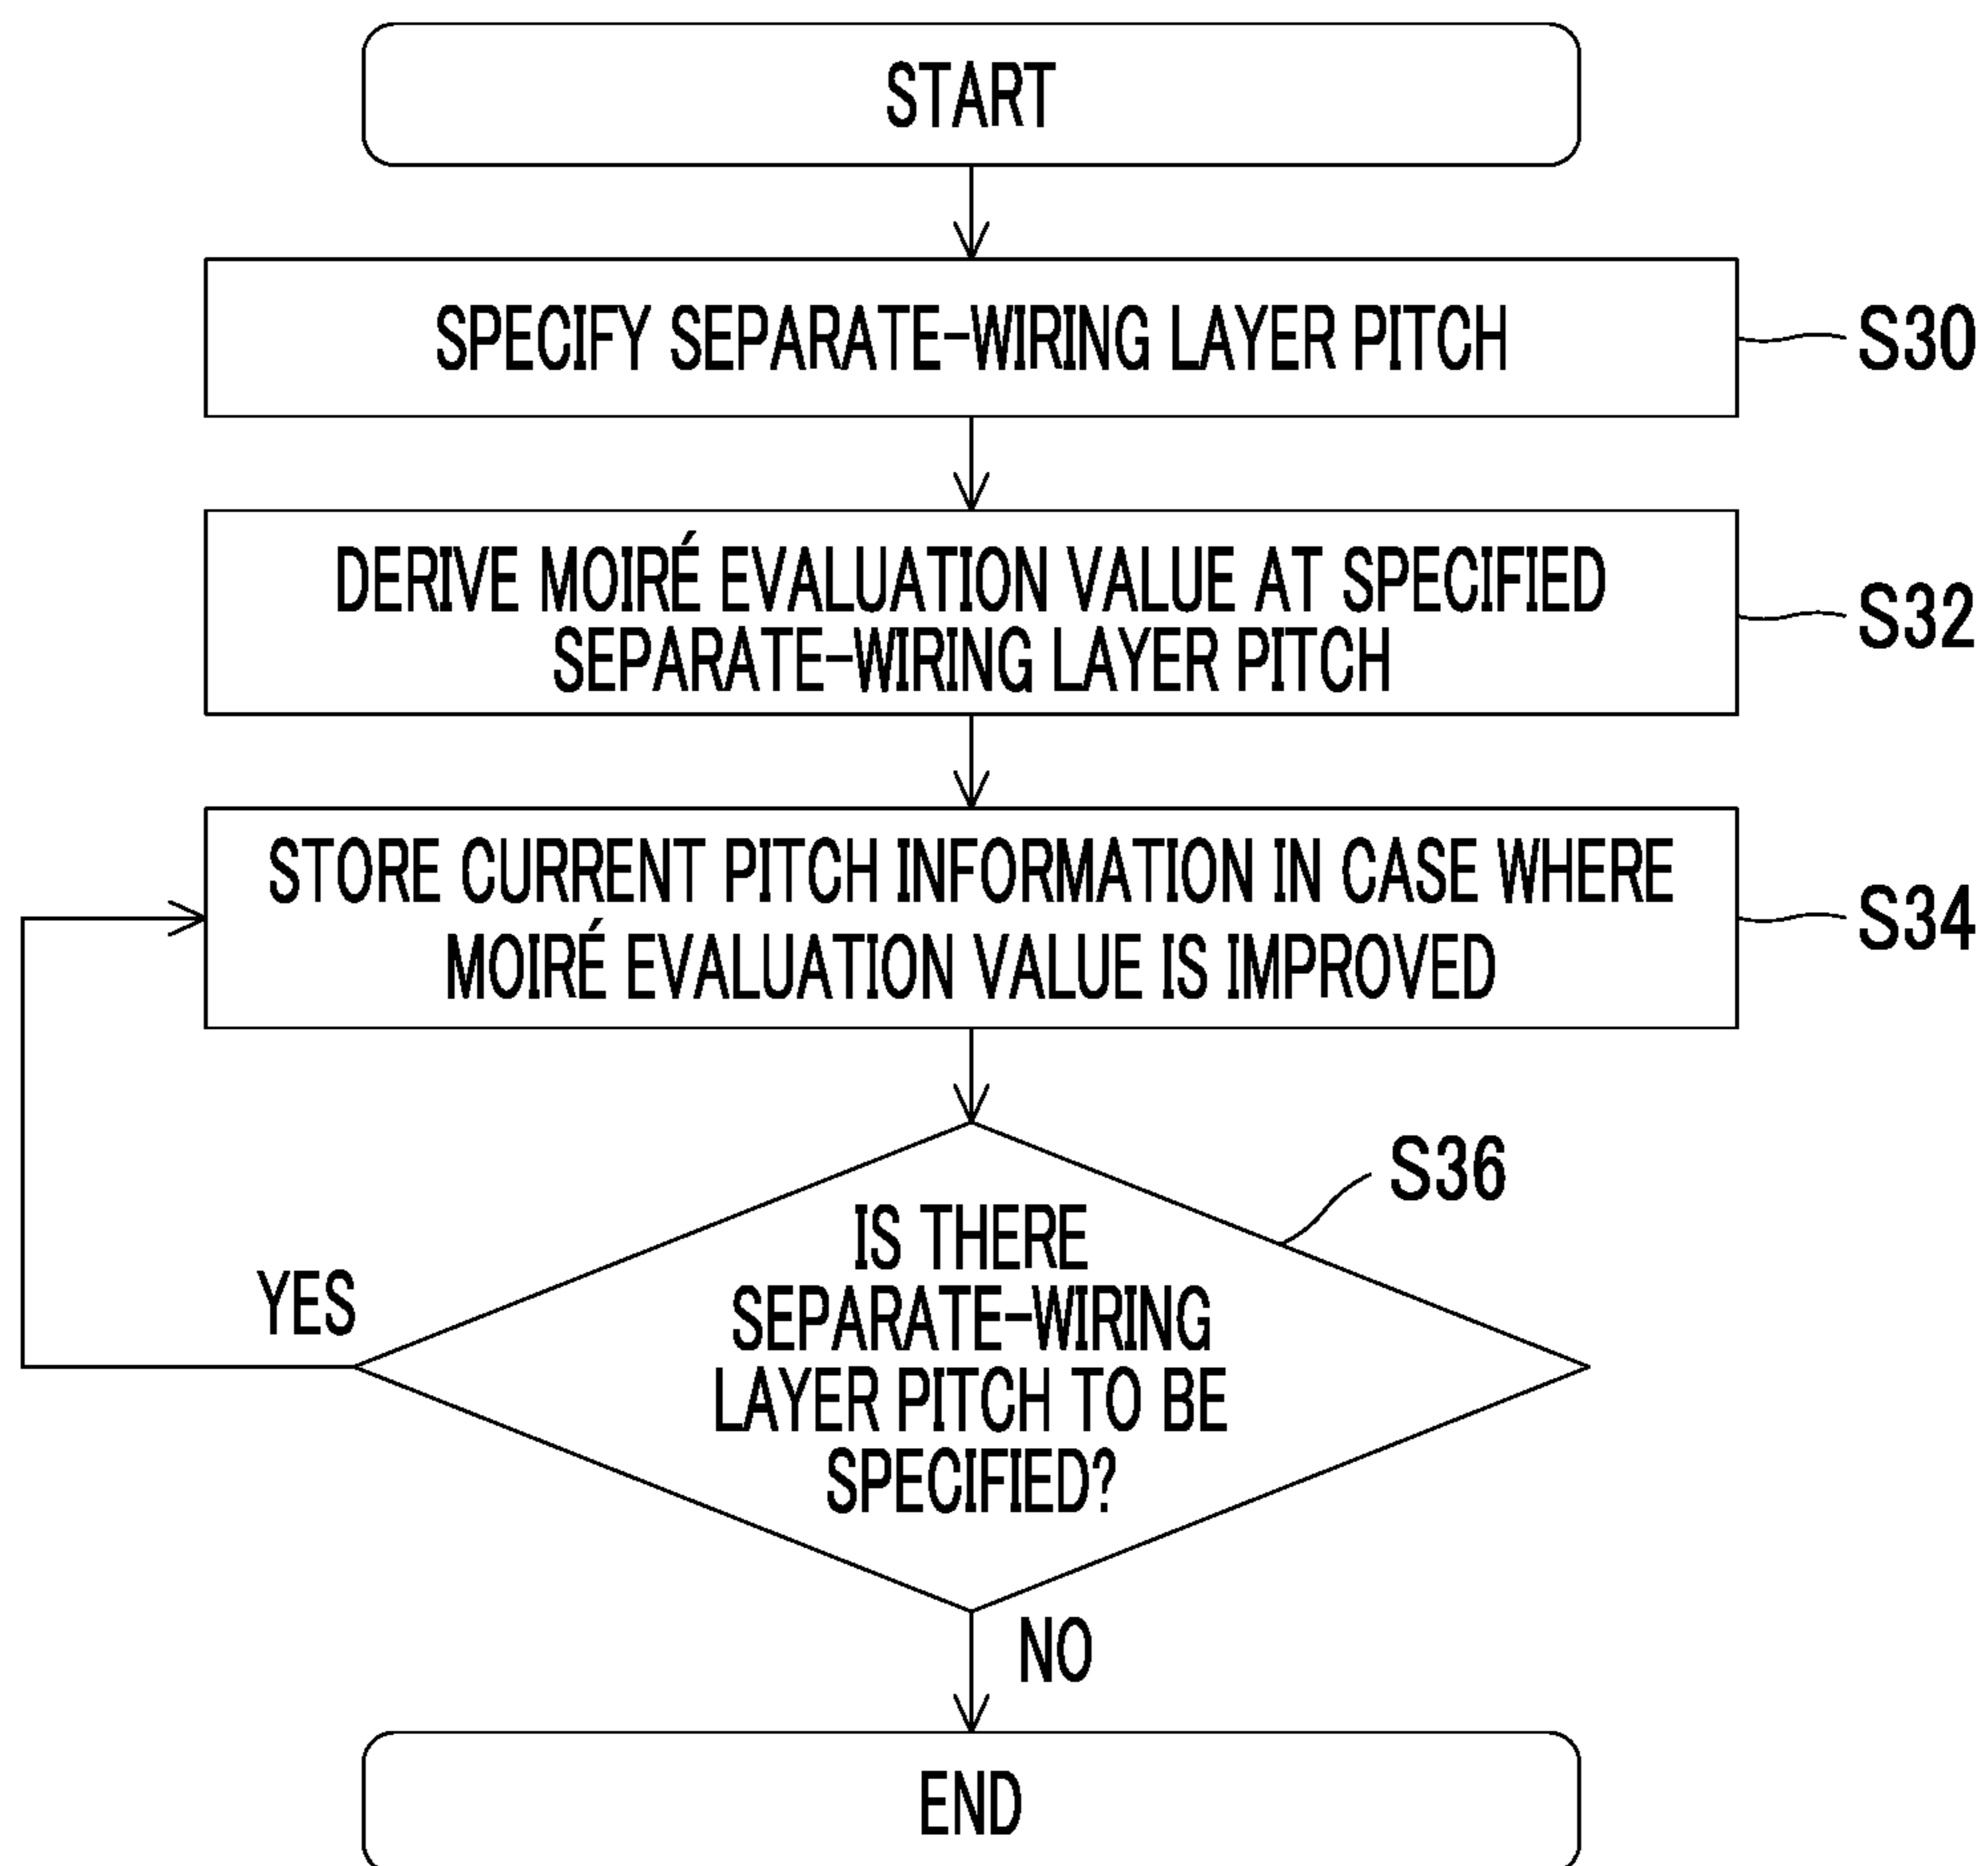 START
SPECIFY SEPARATE-WIRING LAYER PITCH
S30
DERIVE MOIRÉ EVALUATION VALUE AT SPECIFIED
SEPARATE-WIRING LAYER PITCH
S32
STORE CURRENT PITCH INFORMATION IN CASE WHERE
MOIRÉ EVALUATION VALUE IS IMPROVED
S34
S36
IS THERE
SEPARATE-WIRING
LAYER PITCH TO BE
SPECIFIED?
YES
NO
END